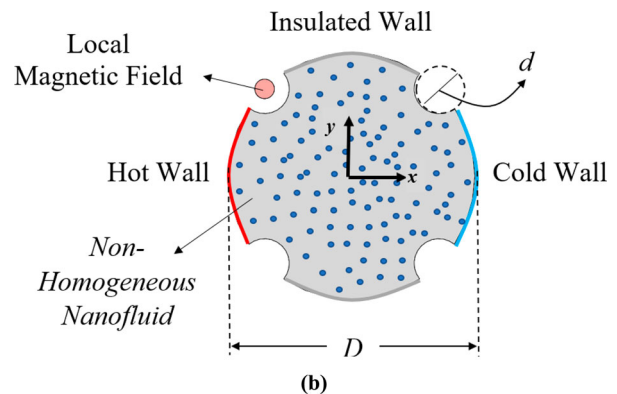 Insulated Wall
Local
Magnetic Field
d
y
x
Hot Wall
Cold Wall
Non-
Homogeneous
Nanofluid
D
(b)